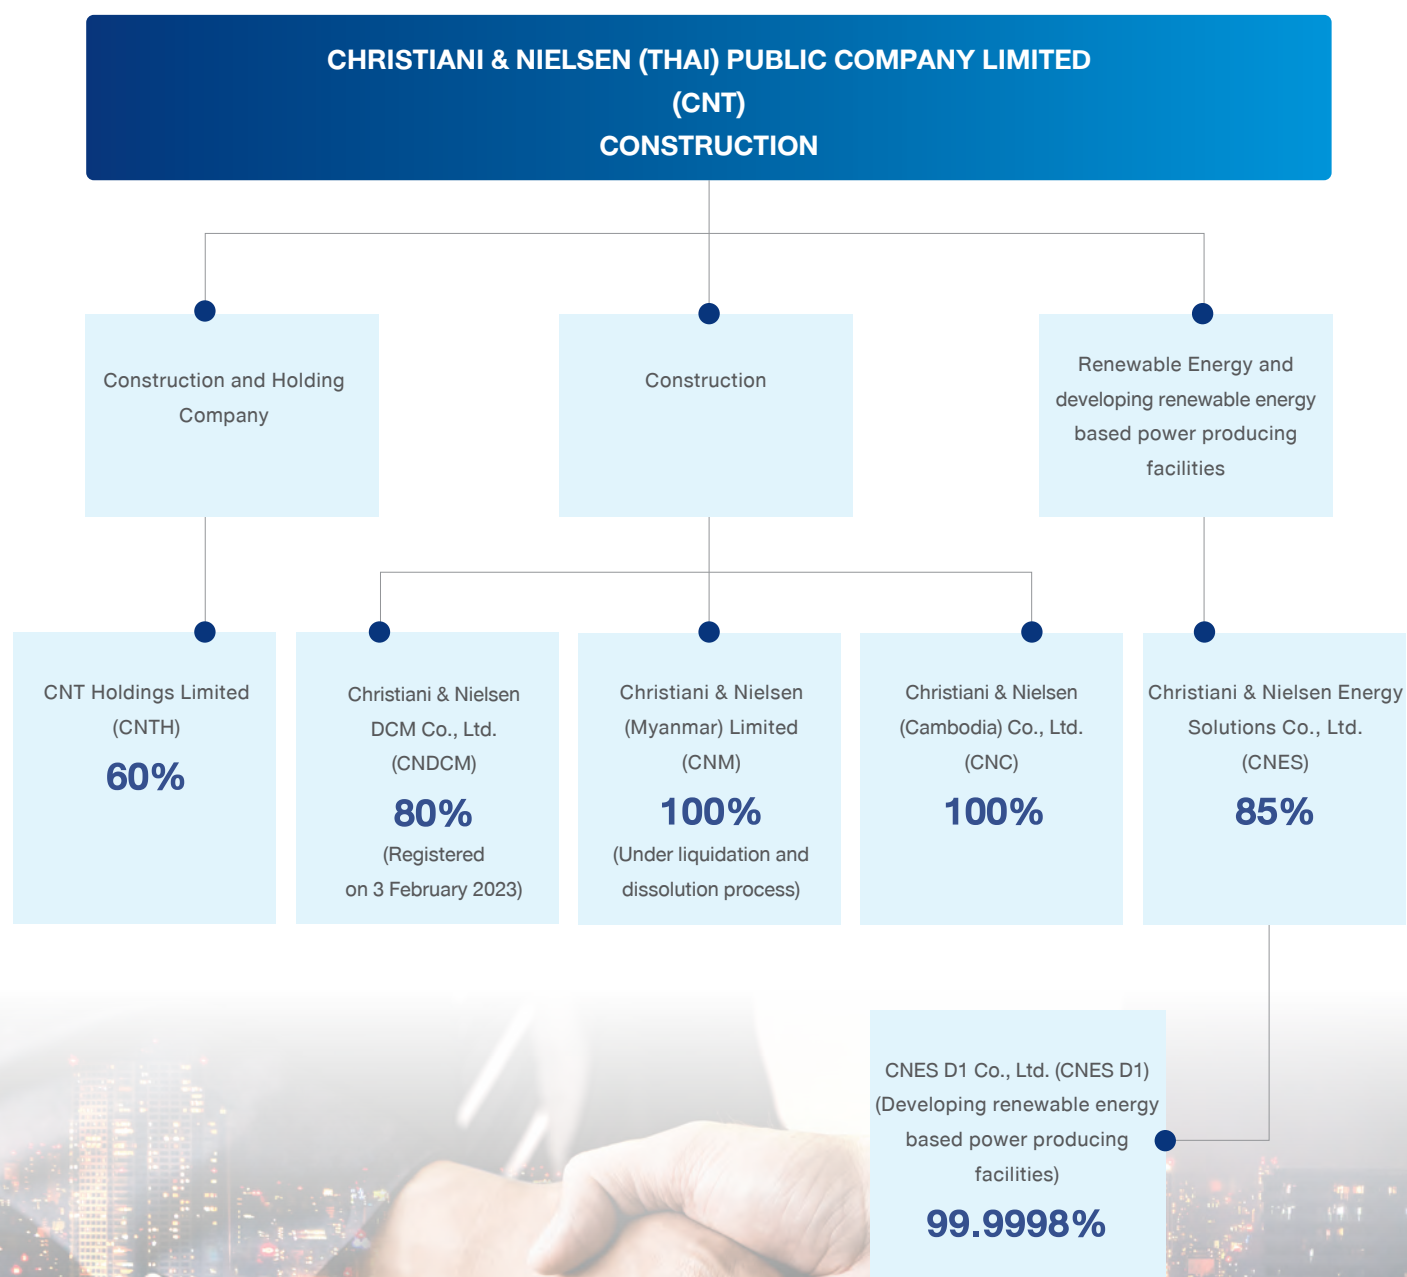 CHRISTIANI & NIELSEN (THAI) PUBLIC COMPANY LIMITED
(CNT)
CONSTRUCTION
Construction and Holding
Company
Construction
Renewable Energy and
developing renewable energy
based power producing
facilities
CNT Holdings Limited
(CNTH)
60%
Christiani & Nielsen
DCM Co., Ltd.
(CNDCM)
80%
(Registered
on 3 February 2023)
Christiani & Nielsen
(Myanmar) Limited
(CNM)
100%
(Under liquidation and
dissolution process)
Christiani & Nielsen
(Cambodia) Co., Ltd.
(CNC)
100%
Christiani & Nielsen Energy
Solutions Co., Ltd.
(CNES)
85%
CNES D1 Co., Ltd. (CNES D1)
(Developing renewable energy
based power producing
facilities)
99.9998%